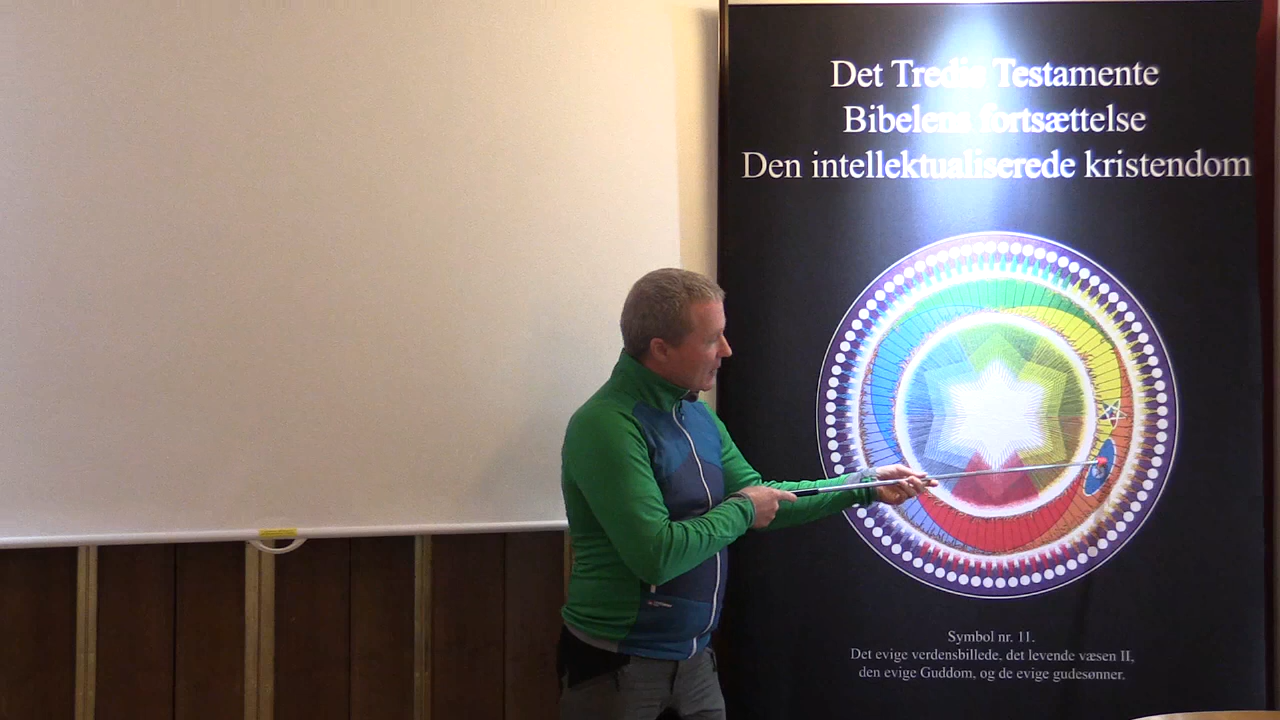 Det Tredie Testamente
Bibelens fortsættelse
Den intellektualiserede kristendom
Symbol nr. 11.
Det evige verdensbillede, det levende væsen II,
den evige Guddom, og de evige gudesønner.